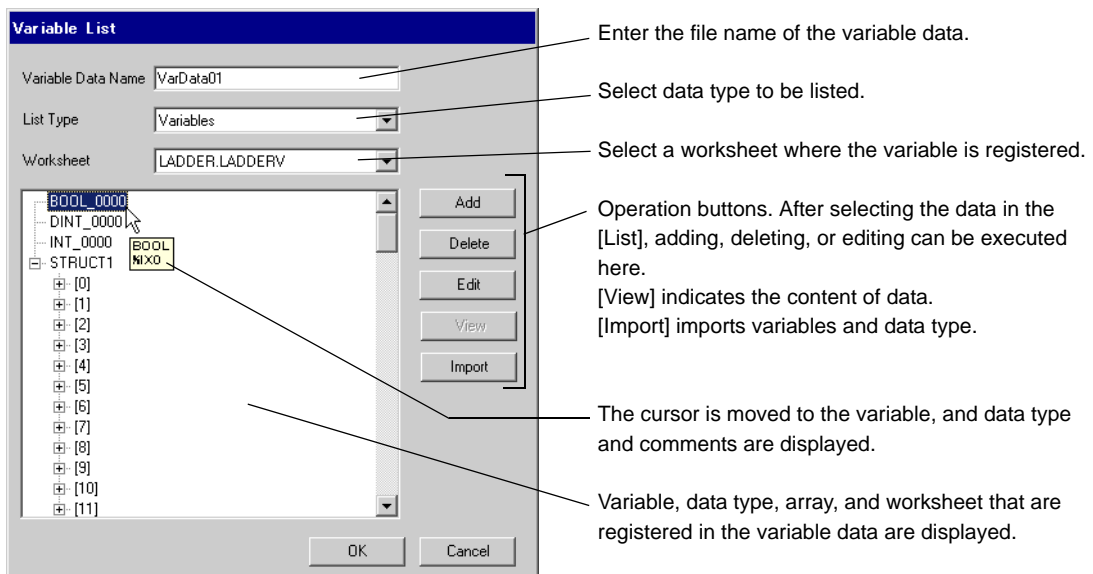 Variable List
Enter the file name of the variable data.
Variable Data Name VarData01
Select data type to be listed.
List Type Variables
Worksheet LADDER.LADDERV
Select a worksheet where the variable is registered.
BOOL_0000
DINT_0000
INT_0000
STRUCT1
[0]
[1]
[2]
[3]
[4]
[5]
[6]
[7]
[8]
[9]
[10]
[11]
BOOL
%IX0
Add
Delete
Edit
View
Import
Operation buttons. After selecting the data in the
[List], adding, deleting, or editing can be executed
here.
[View] indicates the content of data.
[Import] imports variables and data type.
The cursor is moved to the variable, and data type
and comments are displayed.
Variable, data type, array, and worksheet that are
registered in the variable data are displayed.
OK Cancel